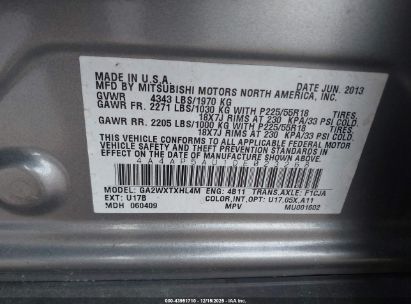 MADE IN U.S.A. DATE JUN. 2013
MFD BY MITSUBISHI MOTORS NORTH AMERICA, INC.
GVWR 4343 LBS/1970 KG
GAWR FR. 2271 LBS/1030 KG WITH P225/55R18 TIRES,
18X7J RIMS AT 230 KPA/33 PSI COLD.
GAWR RR. 2205 LBS/1000 KG WITH P225/55R18 TIRES,
18X7J RIMS AT 230 KPA/33 PSI COLD.
THIS VEHICLE CONFORMS TO ALL APPLICABLE FEDERAL MOTOR
VEHICLE SAFETY AND THEFT PREVENTION STANDARDS IN
EFFECT ON THE DATE OF MANUFACTURE SHOWN ABOVE.
MODEL: GA2WXTXHL4M ENG: 4B11 TRANS,AXLE: F1CJA
EXT: U17B COLOR,INT,OPT: U17,05X,A11
MDH 060409 MPV MU001602
000-43991710 - 12/19/2025 -